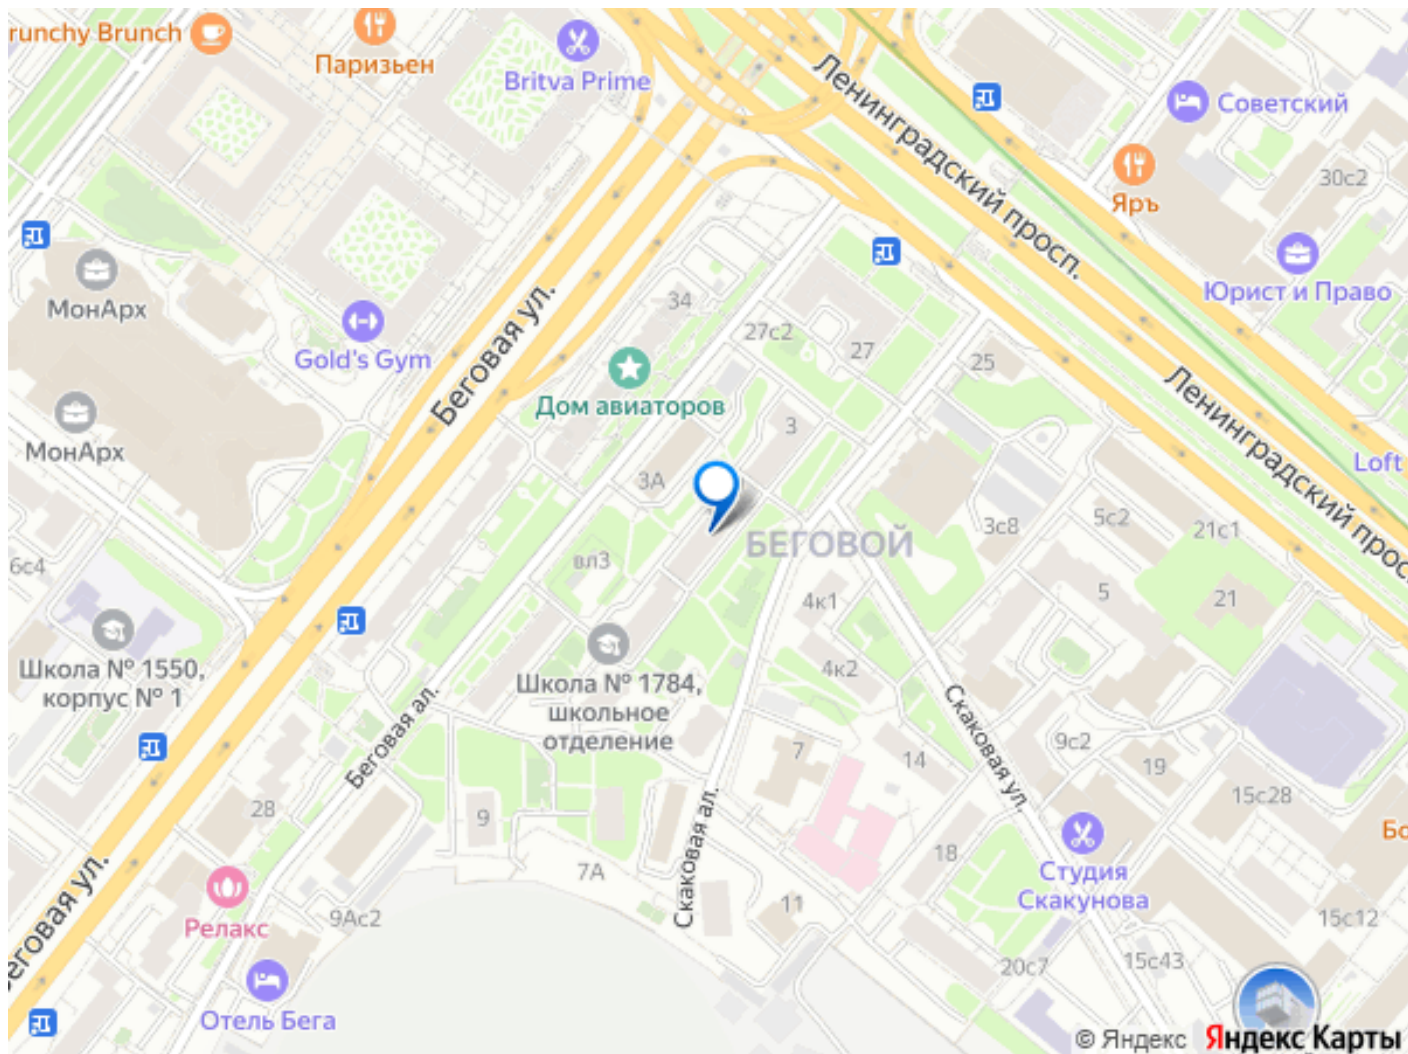 runchy Brunch
Паризьен
Britva Prime
Ленинградский просп.
Советский
Яръ
30с2
Юрист и Право
МонАрх
Gold's Gym
Беговая ул.
34
27с2
27
25
Дом авиаторов
МонАрх
3
3А
Ленинградский просп
Loft
БЕГОВОЙ
3с8
5с2
21с1
6с4
вл3
4к1
5
21
Школа № 1550,
корпус № 1
Школа № 1784,
школьное
отделение
4к2
Беговая ал.
Скаковая ул.
7
14
9с2
19
15с28
28
9
Скаковая ал.
Бо
7А
18
Студия
Скакунова
еговая ул.
Релакс
9Ас2
11
15с12
20с7
15с43
Отель Бега
© Яндекс Яндекс Карты